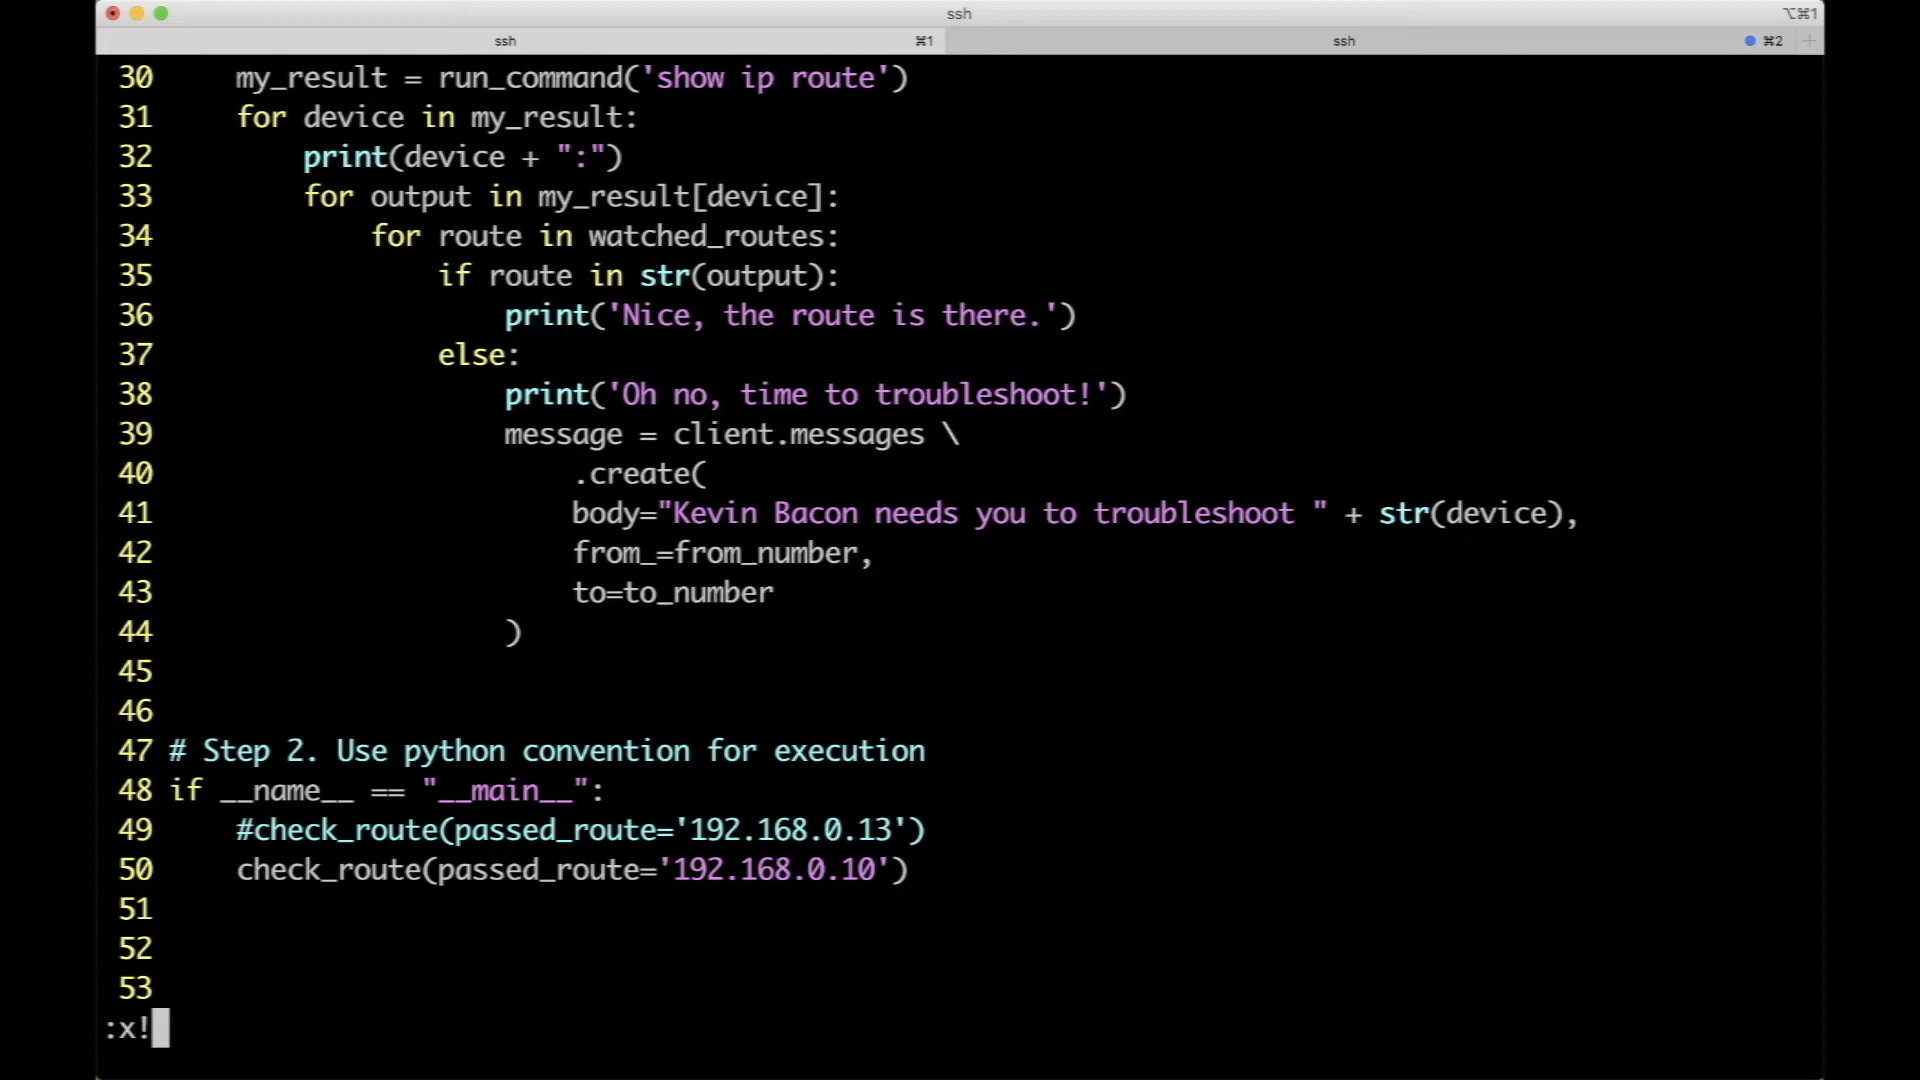 ssh ⌥⌘1
ssh ⌘1 ssh ⌘2 +
30     my_result = run_command('show ip route')
31     for device in my_result:
32         print(device + ":")
33         for output in my_result[device]:
34             for route in watched_routes:
35                 if route in str(output):
36                     print('Nice, the route is there.')
37                 else:
38                     print('Oh no, time to troubleshoot!')
39                     message = client.messages \
40                         .create(
41                         body="Kevin Bacon needs you to troubleshoot " + str(device),
42                         from_=from_number,
43                         to=to_number
44                     )
45
46
47 # Step 2. Use python convention for execution
48 if __name__ == "__main__":
49     #check_route(passed_route='192.168.0.13')
50     check_route(passed_route='192.168.0.10')
51
52
53
:x!